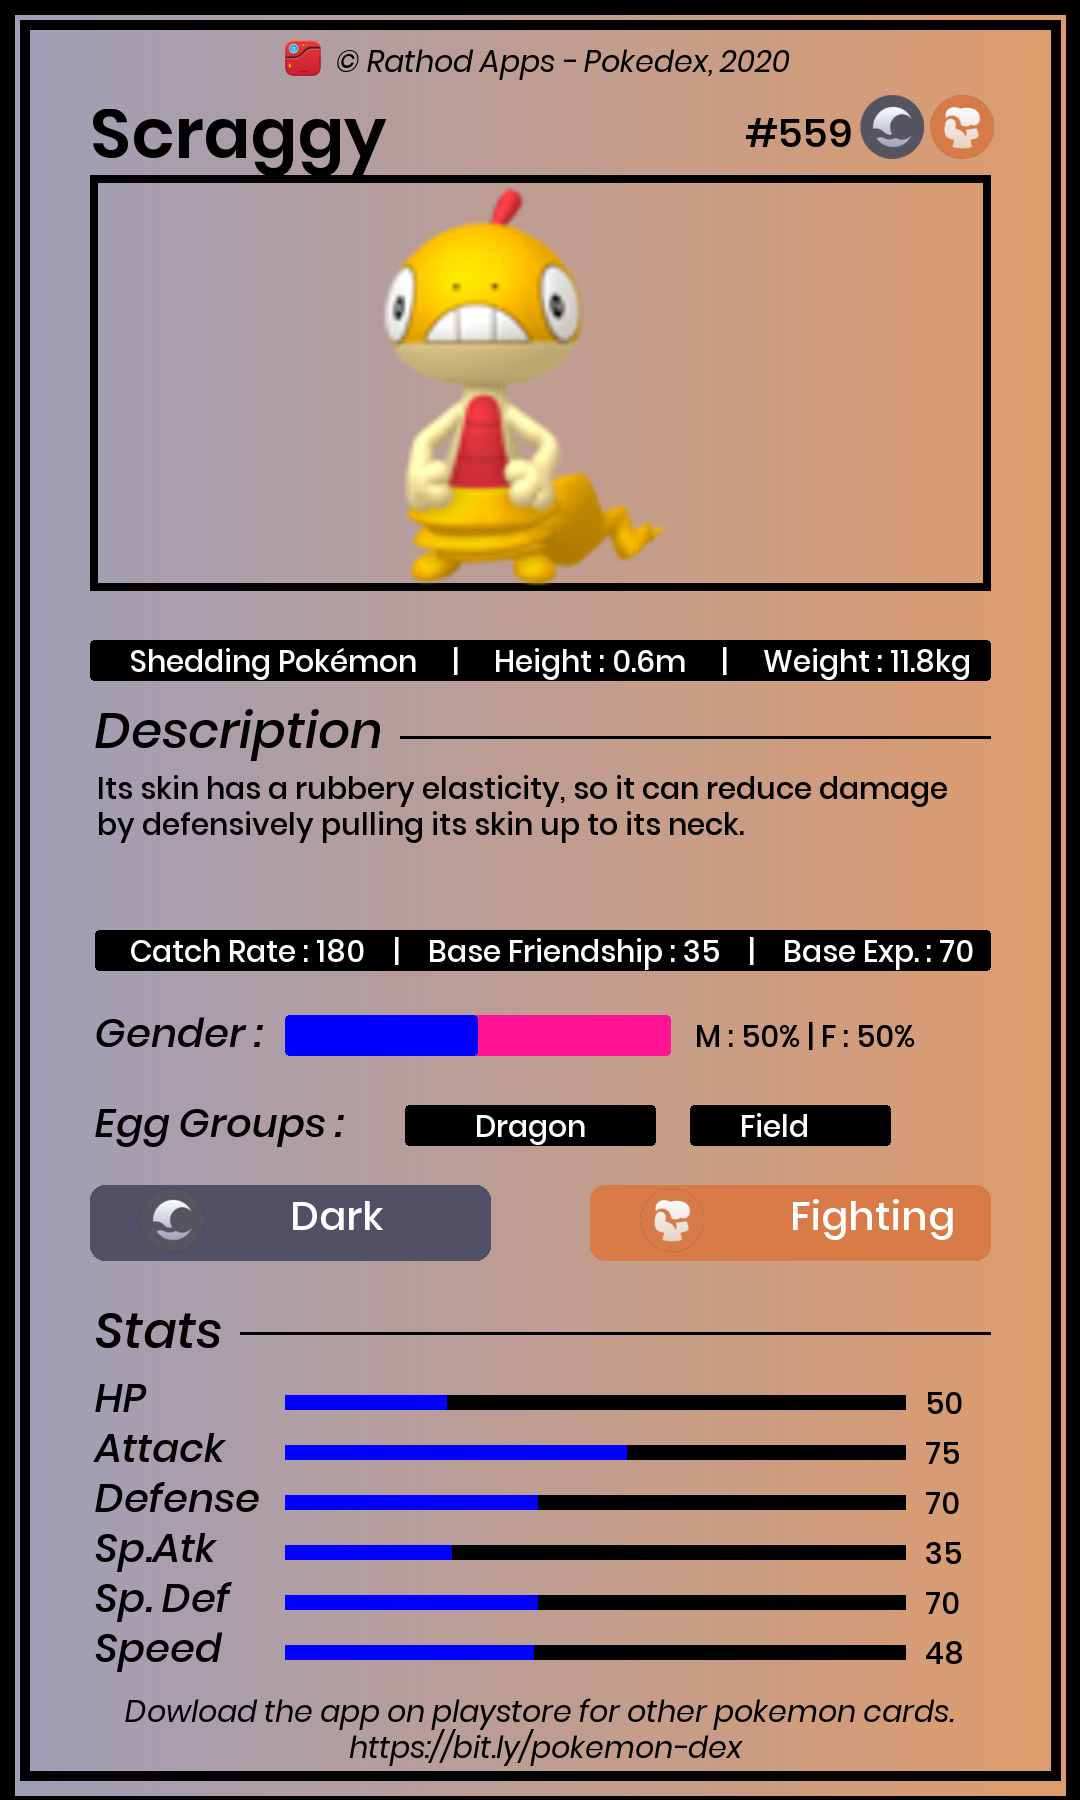 © Rathod Apps - Pokedex, 2020
Scraggy #559
Shedding Pokémon | Height : 0.6m | Weight : 11.8kg
Description
Its skin has a rubbery elasticity, so it can reduce damage
by defensively pulling its skin up to its neck.
Catch Rate : 180 | Base Friendship : 35 | Base Exp. : 70
Gender : M : 50% | F : 50%
Egg Groups : Dragon Field
Dark Fighting
Stats
HP 50
Attack 75
Defense 70
Sp.Atk 35
Sp. Def 70
Speed 48
Dowload the app on playstore for other pokemon cards.
https://bit.ly/pokemon-dex